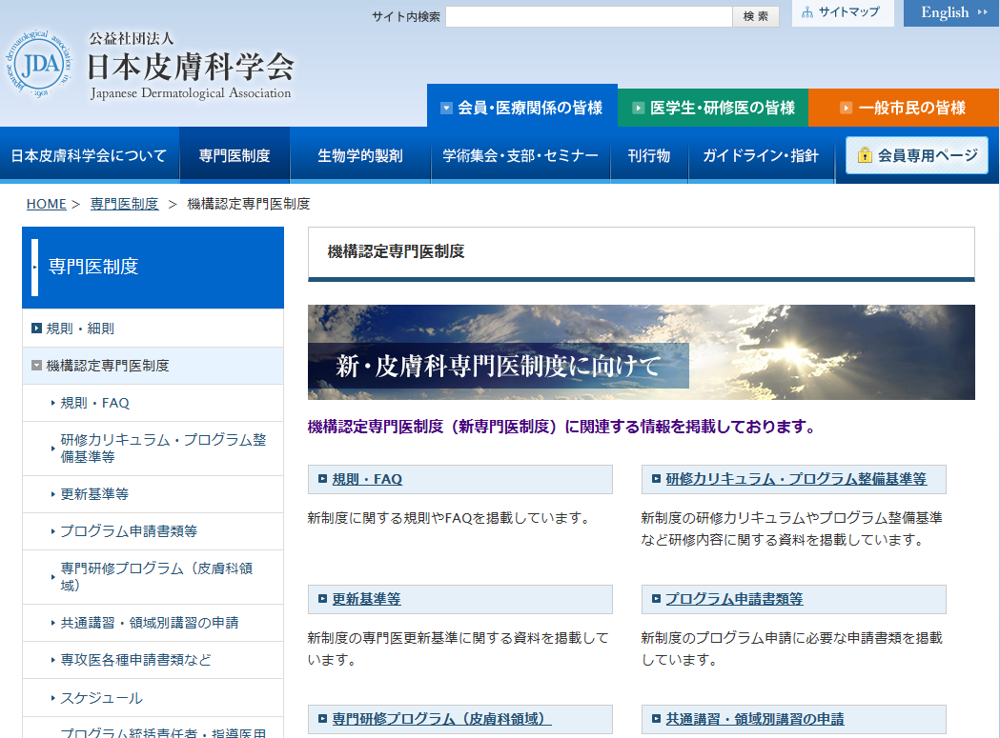 サイト内検索
検 索
サイトマップ
English
Japanese dermatological association inc.
JDA
1901
公益社団法人
日本皮膚科学会
Japanese Dermatological Association
会員・医療関係の皆様
医学生・研修医の皆様
一般市民の皆様
日本皮膚科学会について
専門医制度
生物学的製剤
学術集会・支部・セミナー
刊行物
ガイドライン・指針
会員専用ページ
HOME > 専門医制度 > 機構認定専門医制度
専門医制度
規則・細則
機構認定専門医制度
規則・FAQ
研修カリキュラム・プログラム整
備基準等
更新基準等
プログラム申請書類等
専門研修プログラム（皮膚科領
域）
共通講習・領域別講習の申請
専攻医各種申請書類など
スケジュール
プログラム統括責任者・指導医用
機構認定専門医制度
新・皮膚科専門医制度に向けて
機構認定専門医制度（新専門医制度）に関連する情報を掲載しております。
規則・FAQ
新制度に関する規則やFAQを掲載しています。
研修カリキュラム・プログラム整備基準等
新制度の研修カリキュラムやプログラム整備基準
など研修内容に関する資料を掲載しています。
更新基準等
新制度の専門医更新基準に関する資料を掲載して
います。
プログラム申請書類等
新制度のプログラム申請に必要な申請書類を掲載
しています。
専門研修プログラム（皮膚科領域）
共通講習・領域別講習の申請